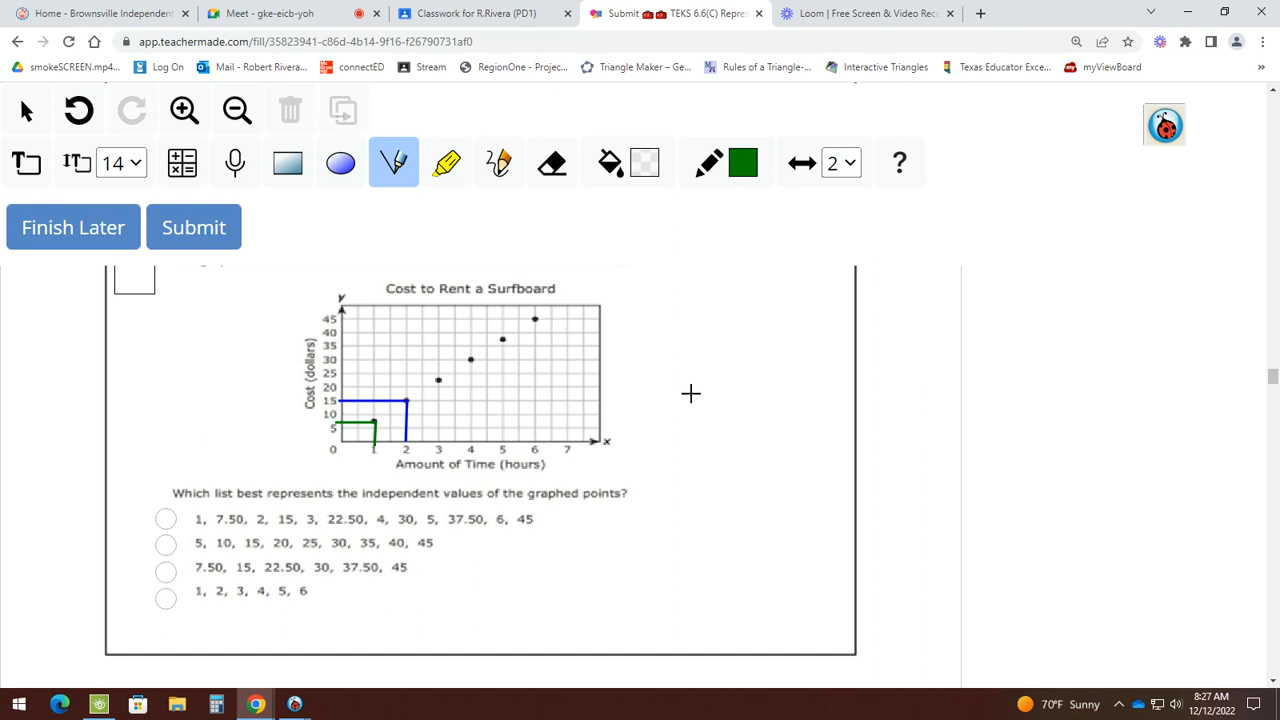 Home - Brownsville Independent
Meet - gke-eicb-yoh
Classwork for R.Rivera (PD1)
Submit TEKS 6.6(C) Repres
Loom | Free Screen & Video Rec
app.teachermade.com/fill/35823941-c86d-4b14-9f16-f26790731af0
smokeSCREEN.mp4...
Log On
Mail - Robert Rivera...
connectED
Stream
RegionOne - Projec...
Triangle Maker – Ge...
Rules of a Triangle-...
Interactive Triangles
Texas Educator Exce...
myViewBoard
»
IT
14
2
?
Finish Later
Submit
Cost to Rent a Surfboard
y
45
40
35
30
25
20
15
10
5
Cost (dollars)
0 1 2 3 4 5 6 7
x
Amount of Time (hours)
Which list best represents the independent values of the graphed points?
1, 7.50, 2, 15, 3, 22.50, 4, 30, 5, 37.50, 6, 45
5, 10, 15, 20, 25, 30, 35, 40, 45
7.50, 15, 22.50, 30, 37.50, 45
1, 2, 3, 4, 5, 6
70°F Sunny
8:27 AM
12/12/2022